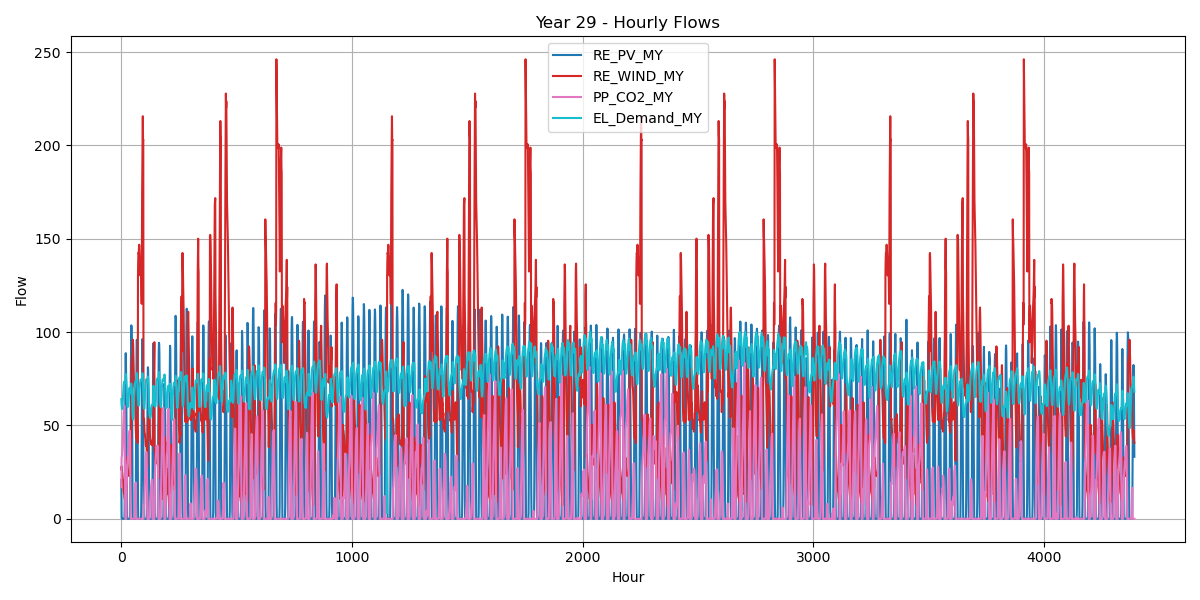 Year 29 - Hourly Flows
RE_PV_MY
RE_WIND_MY
PP_CO2_MY
EL_Demand_MY
Flow
250
200
150
100
50
0
0 1000 2000 3000 4000
Hour